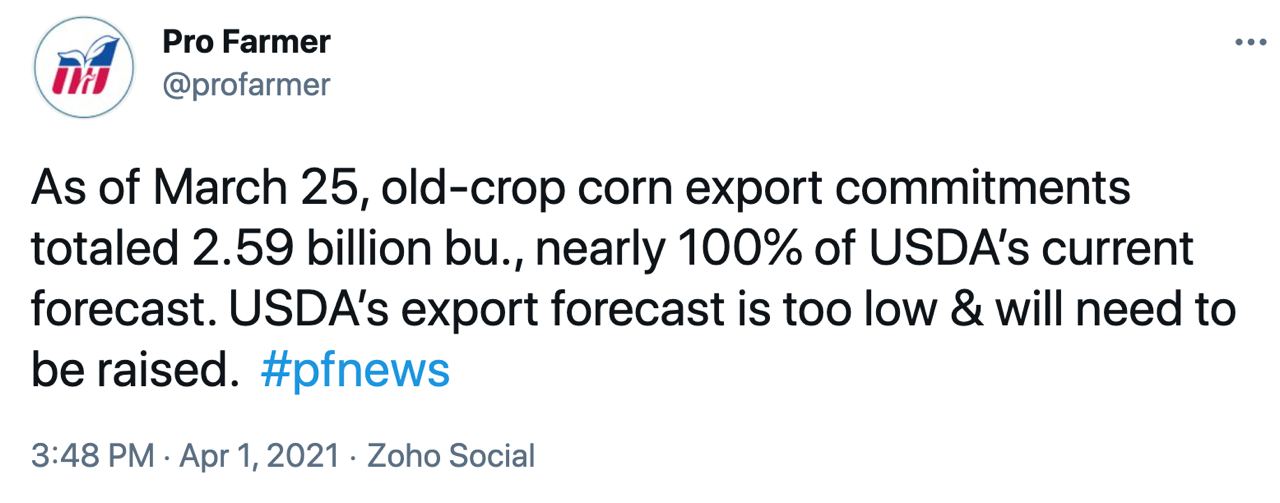 Pro Farmer
@profarmer
As of March 25, old-crop corn export commitments
totaled 2.59 billion bu., nearly 100% of USDA’s current
forecast. USDA’s export forecast is too low & will need to
be raised. #pfnews
3:48 PM · Apr 1, 2021 · Zoho Social